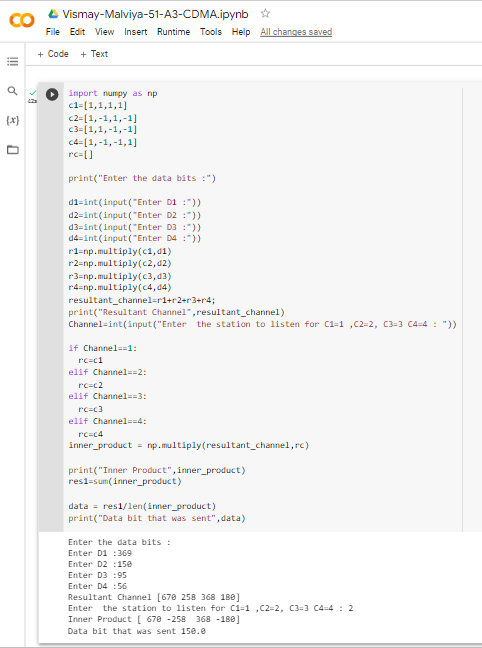 Vismay-Malviya-51-A3-CDMA.ipynb
File Edit View Insert Runtime Tools Help All changes saved
+ Code + Text
import numpy as np
c1=[1,1,1,1]
c2=[1,-1,1,-1]
c3=[1,1,-1,-1]
c4=[1,-1,-1,1]
rc=[]
print("Enter the data bits :")
d1=int(input("Enter D1 :"))
d2=int(input("Enter D2 :"))
d3=int(input("Enter D3 :"))
d4=int(input("Enter D4 :"))
r1=np.multiply(c1,d1)
r2=np.multiply(c2,d2)
r3=np.multiply(c3,d3)
r4=np.multiply(c4,d4)
resultant_channel=r1+r2+r3+r4;
print("Resultant Channel",resultant_channel)
Channel=int(input("Enter  the station to listen for C1=1 ,C2=2, C3=3 C4=4 : "))
if Channel==1:
  rc=c1
elif Channel==2:
  rc=c2
elif Channel==3:
  rc=c3
elif Channel==4:
  rc=c4
inner_product = np.multiply(resultant_channel,rc)
print("Inner Product",inner_product)
res1=sum(inner_product)
data = res1/len(inner_product)
print("Data bit that was sent",data)
Enter the data bits :
Enter D1 :369
Enter D2 :150
Enter D3 :95
Enter D4 :56
Resultant Channel [670 258 368 180]
Enter  the station to listen for C1=1 ,C2=2, C3=3 C4=4 : 2
Inner Product [ 670 -258  368 -180]
Data bit that was sent 150.0